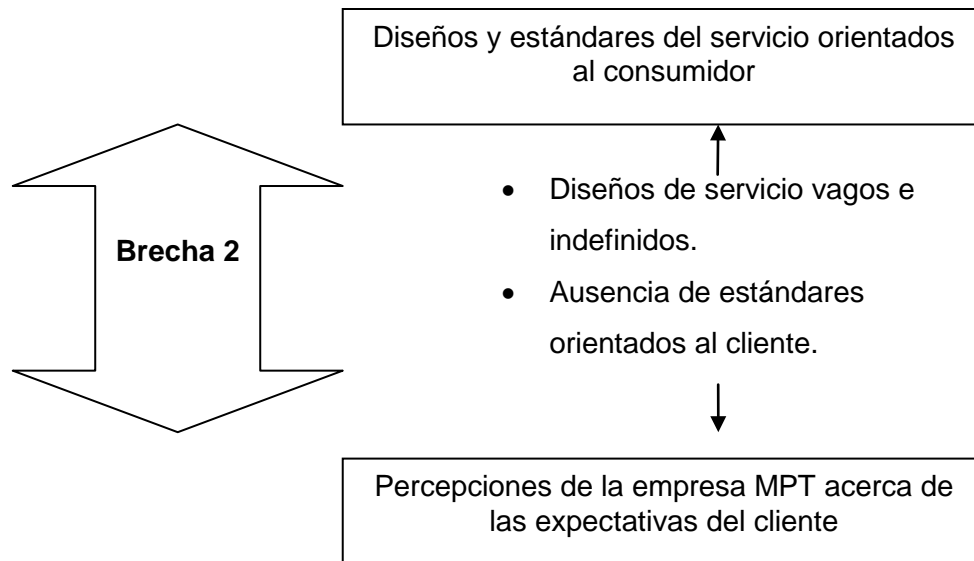 Diseños y estándares del servicio orientados
al consumidor
Brecha 2
• Diseños de servicio vagos e
indefinidos.
• Ausencia de estándares
orientados al cliente.
Percepciones de la empresa MPT acerca de
las expectativas del cliente